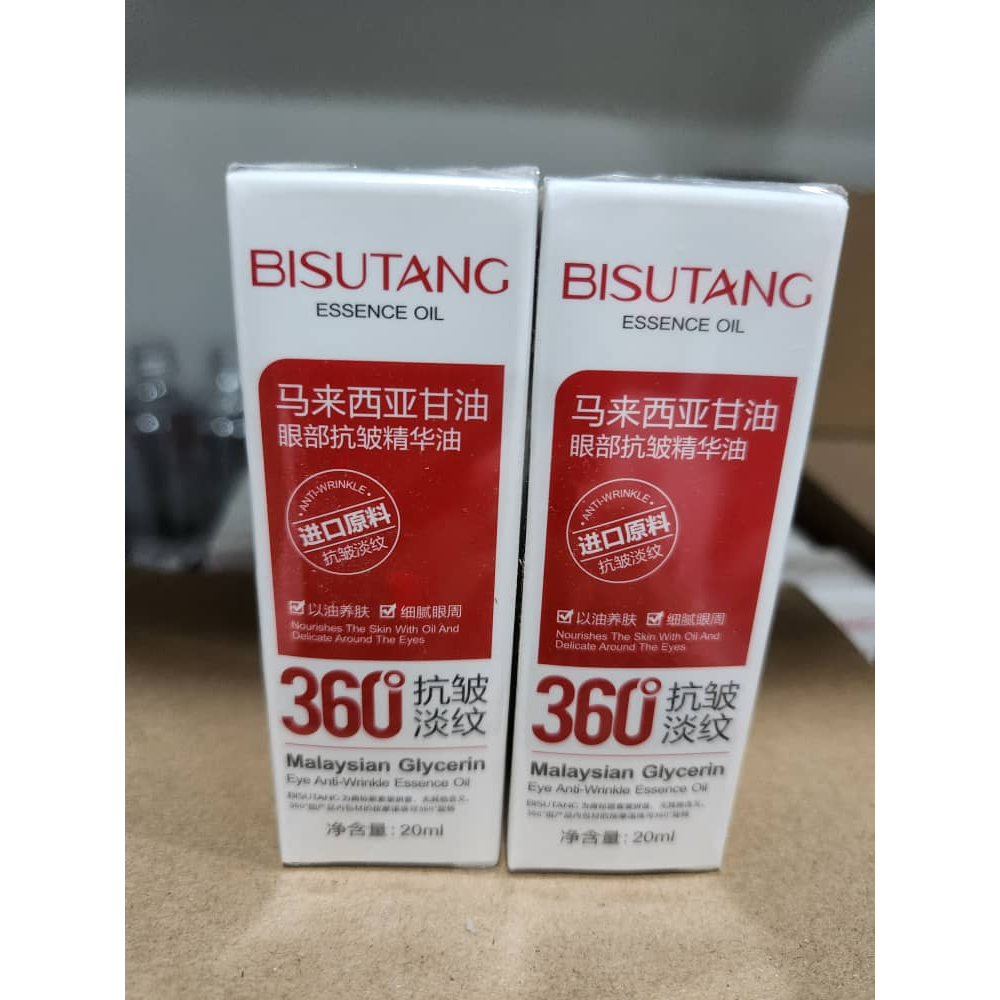 BISUTANG
ESSENCE OIL
马来西亚甘油
眼部抗皱精华油
ANTI-WRINKLE
进口原料
抗皱淡纹
以油养肤 细腻眼周
Nourishes The Skin With Oil And
Delicate Around The Eyes
360° 抗皱
淡纹
Malaysian Glycerin
Eye Anti-Wrinkle Essence Oil
BISUTANG
净含量：20ml
BISUTANG
ESSENCE OIL
马来西亚甘油
眼部抗皱精华油
ANTI-WRINKLE
进口原料
抗皱淡纹
以油养肤 细腻眼周
Nourishes The Skin With Oil And
Delicate Around The Eyes
360° 抗皱
淡纹
Malaysian Glycerin
Eye Anti-Wrinkle Essence Oil
BISUTANG
净含量：20ml